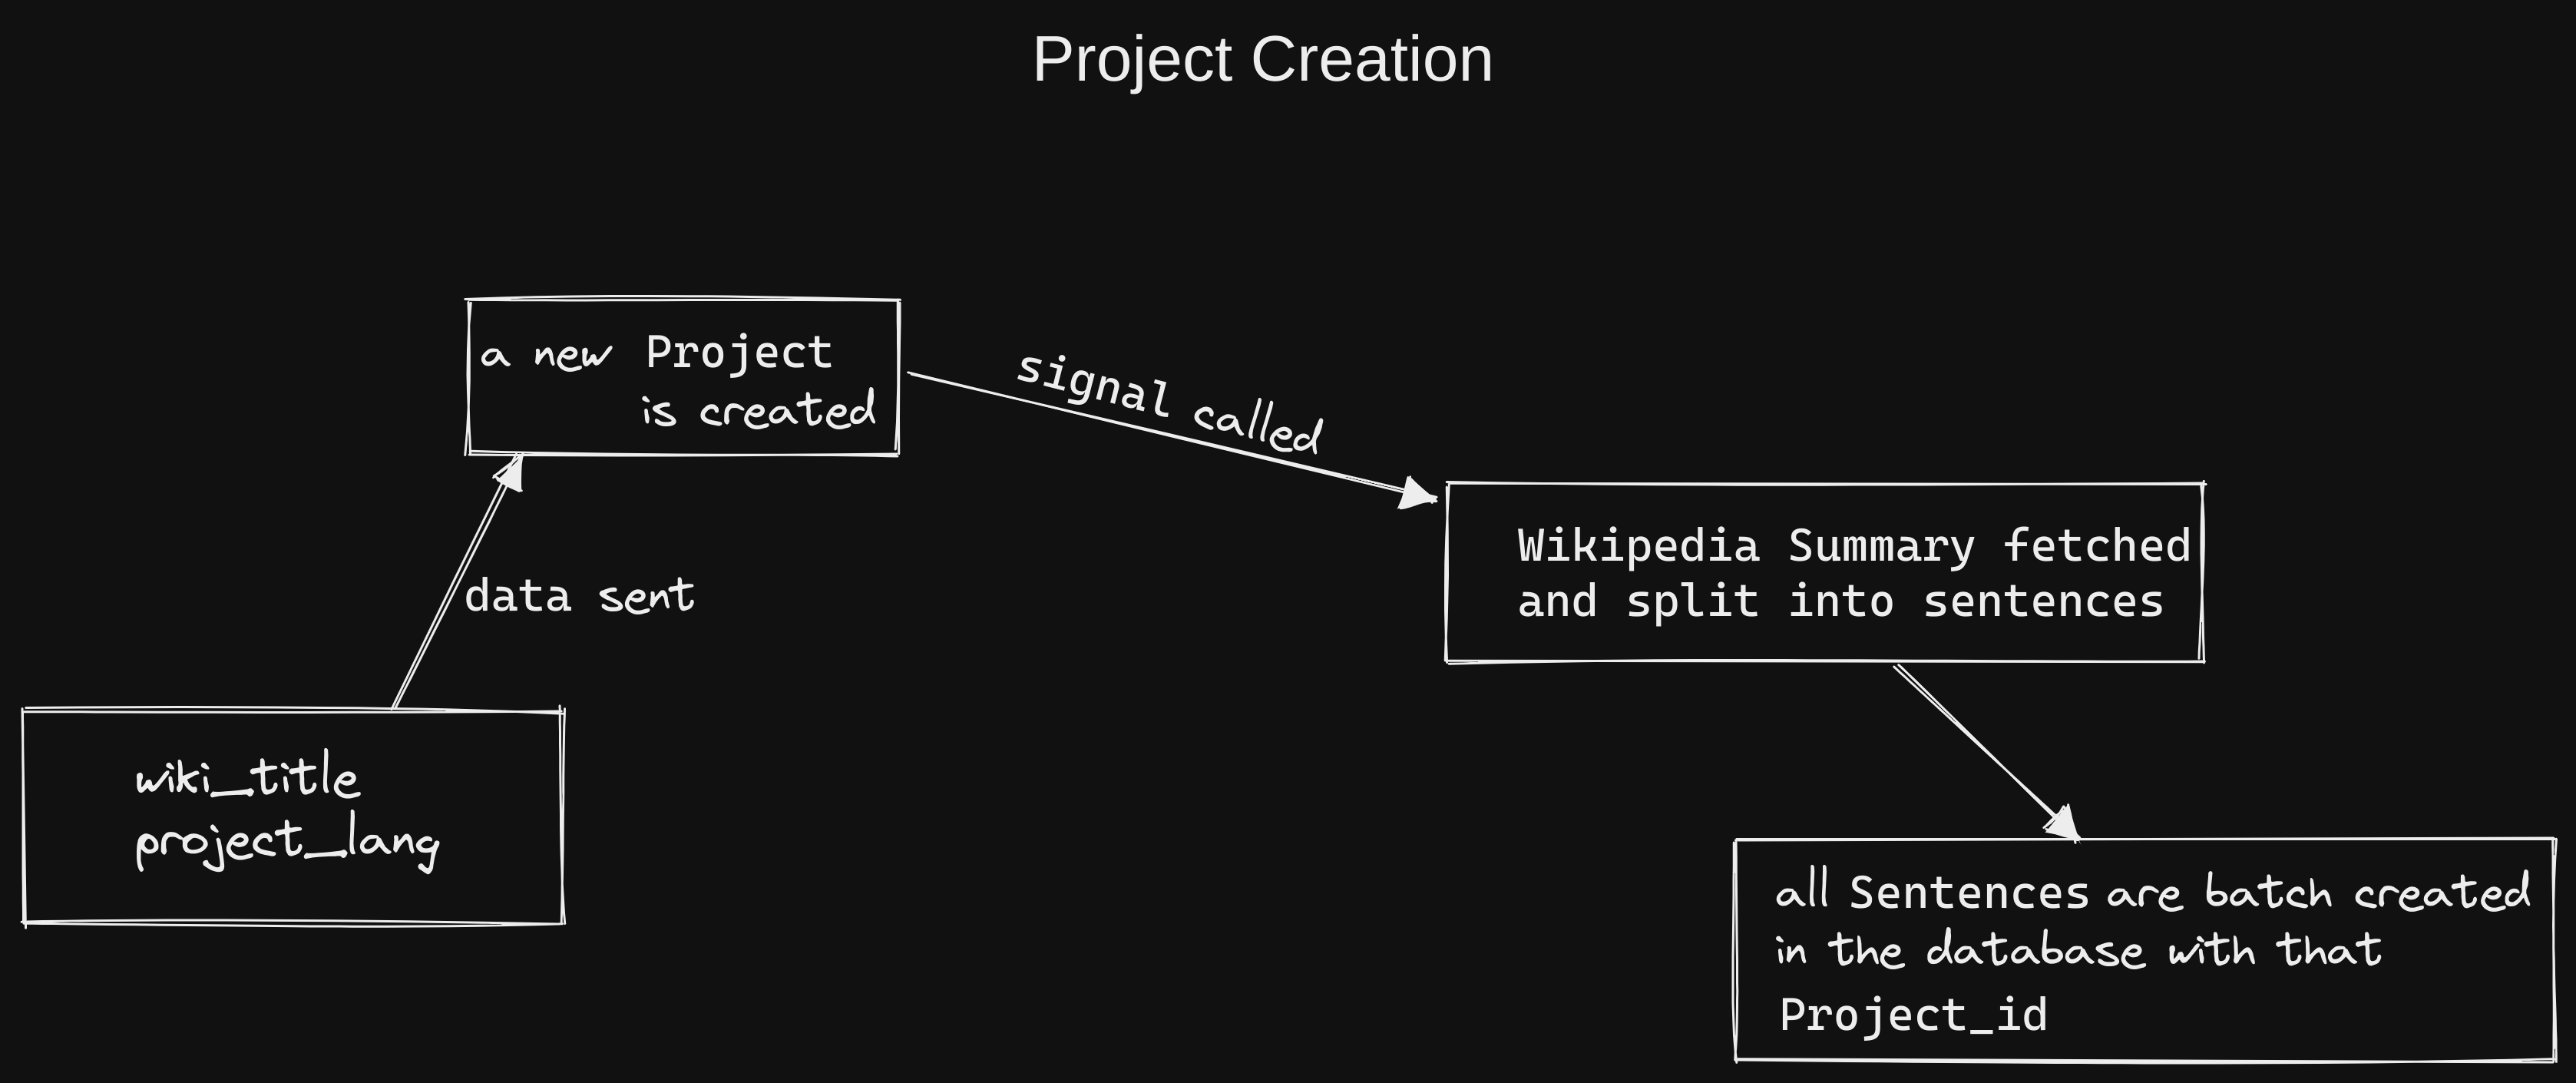 Project Creation
a new Project
is created
signal called
Wikipedia Summary fetched
and split into sentences
data sent
wiki_title
project_lang
all Sentences are batch created
in the database with that
Project_id